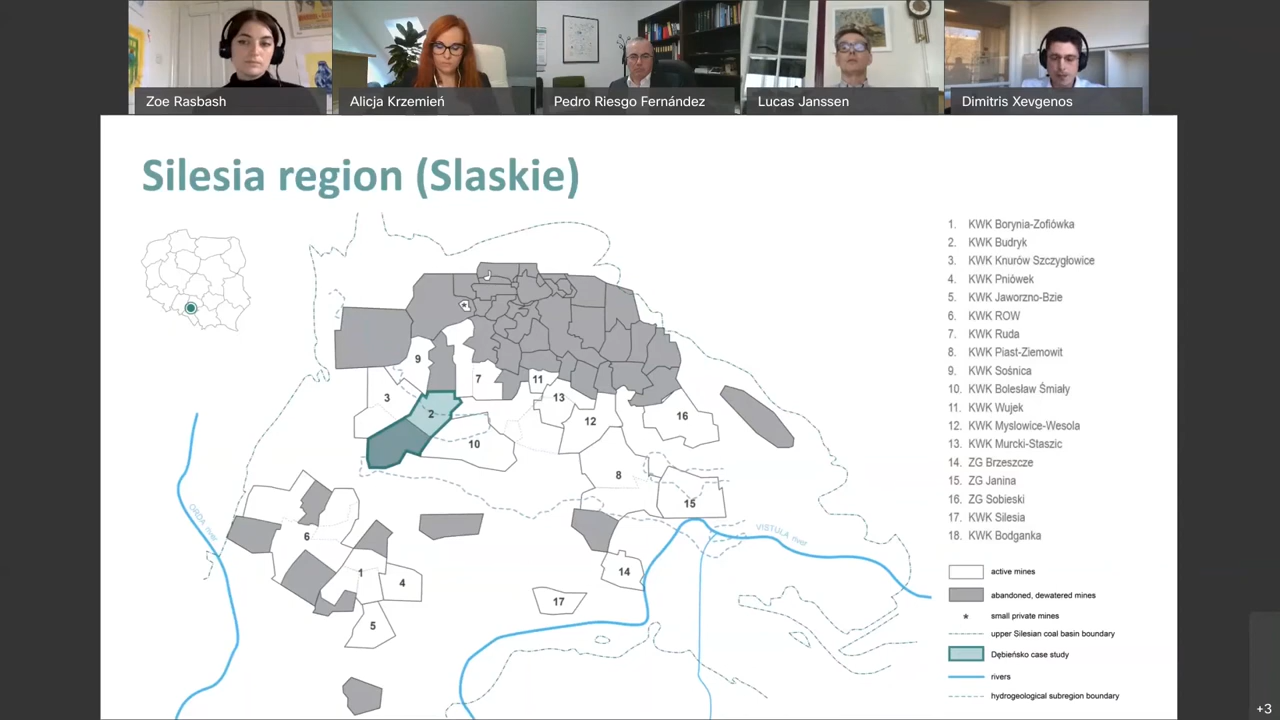 Zoe Rasbash
Alicja Krzemień
Pedro Riesgo Fernández
Lucas Janssen
Dimitris Xevgenos
Silesia region (Slaskie)
1. KWK Borynia-Zofiówka
2. KWK Budryk
3. KWK Knurów Szczygłowice
4. KWK Pniówek
5. KWK Jaworzno-Bzie
6. KWK ROW
7. KWK Ruda
8. KWK Piast-Ziemowit
9. KWK Sośnica
10. KWK Bolesław Śmiały
11. KWK Wujek
12. KWK Myslowice-Wesola
13. KWK Murcki-Staszic
14. ZG Brzeszcze
15. ZG Janina
16. ZG Sobieski
17. KWK Silesia
18. KWK Bodganka
9
7
11
3
13
2
16
12
10
8
15
ORDA river
VISTULA river
6
1
4
14
17
5
active mines
abandoned, dewatered mines
* small private mines
upper Silesian coal basin boundary
Dębieńsko case study
rivers
hydrogeological subregion boundary
+3